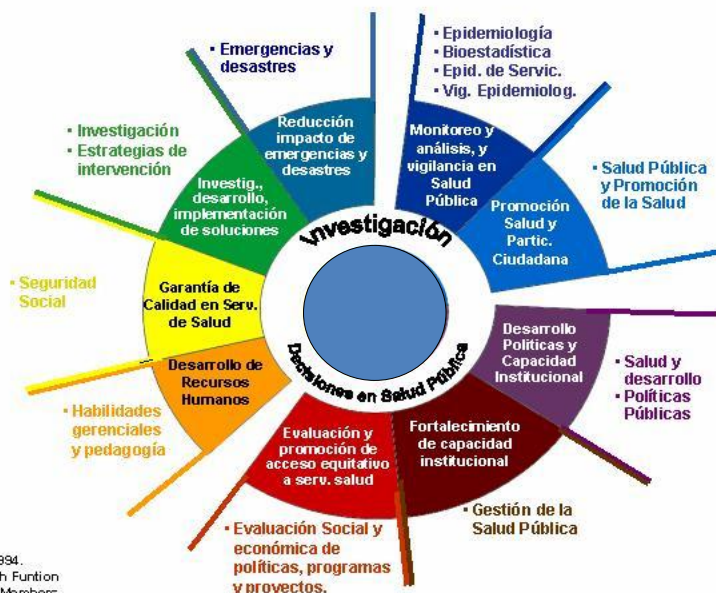 • Emergencias y
desastres
• Epidemiología
• Bioestadística
• Epid. de Servic.
• Vig. Epidemiolog.
Reducción
impacto de
emergencias y
desastres
Monitoreo y
análisis, y
vigilancia en
Salud
Pública
• Investigación
• Estrategias de
intervención
Investig.,
desarrollo,
implementación
de soluciones
Promoción
Salud y
Partic.
Ciudadana
• Salud Pública
y Promoción
de la Salud
Investigación
• Seguridad
Social
Garantía de
Calidad en Serv.
de Salud
Desarrollo
Politicas y
Capacidad
Institucional
• Salud y
desarrollo
• Políticas
Públicas
Decisiones en Salud Pública
Desarrollo de
Recursos
Humanos
• Habilidades
gerenciales
y pedagogía
Evaluación y
promoción de
acceso equitativo
a serv. salud
Fortalecimiento
de capacidad
institucional
• Gestión de la
Salud Pública
• Evaluación Social y
económica de
políticas, programas
y proyectos.
994.
h Funtion
Members